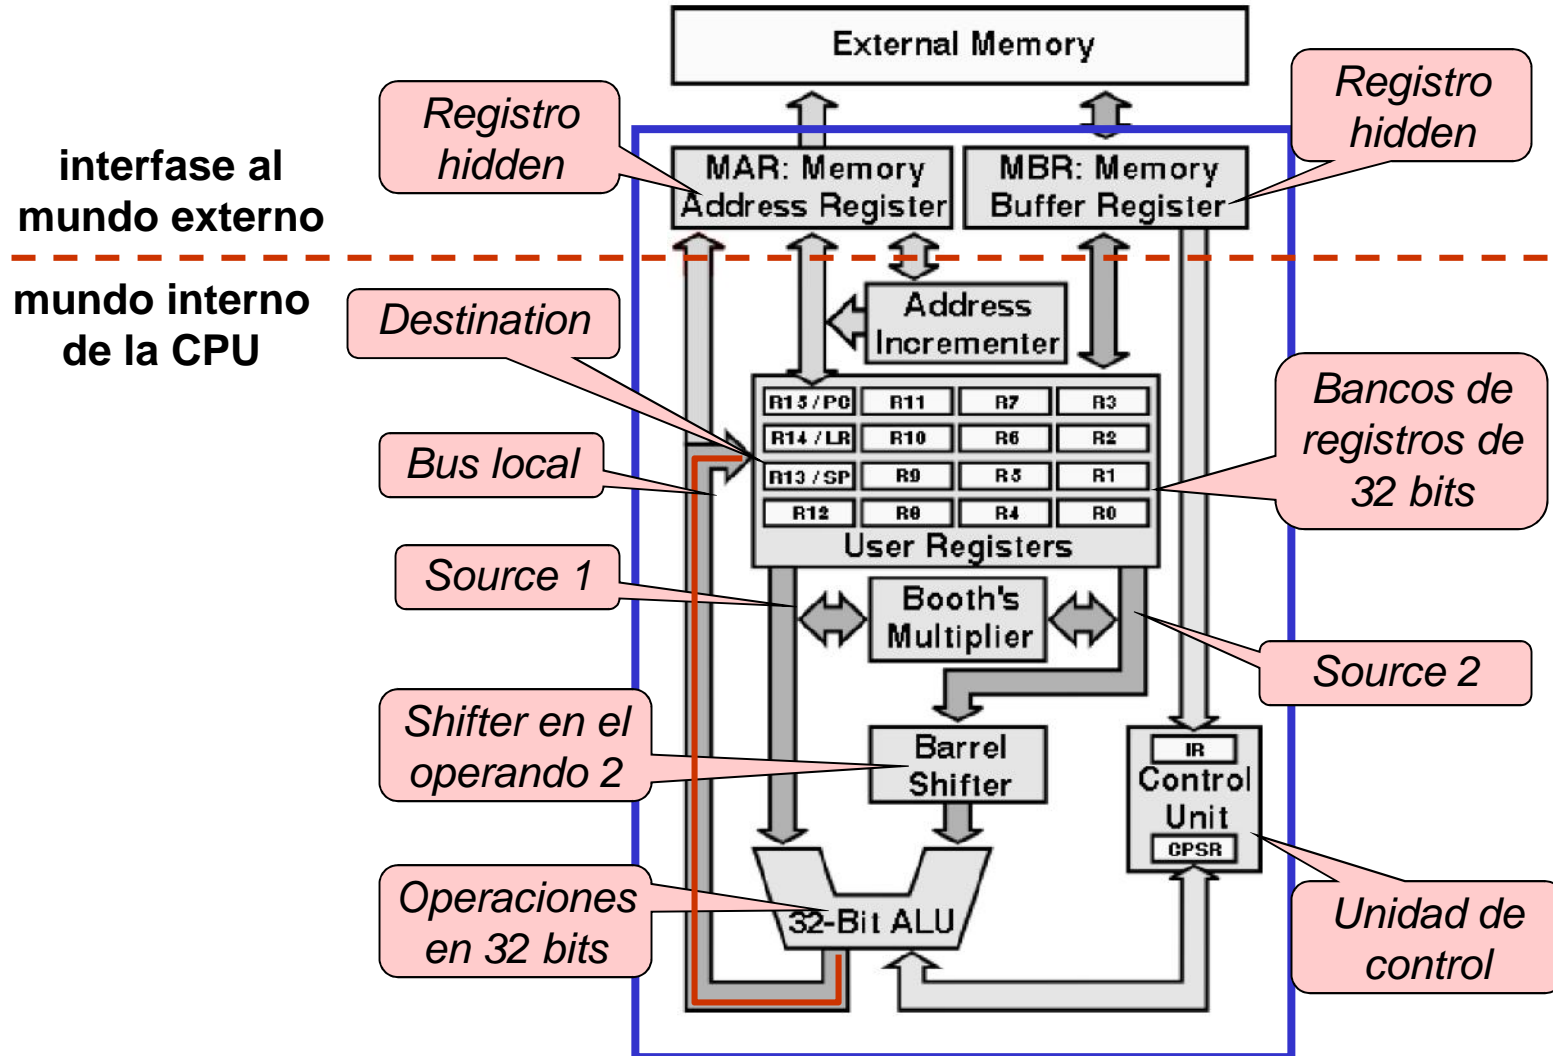 External Memory
Registro
hidden
Registro
hidden
interfase al
mundo externo
MAR: Memory
Address Register
MBR: Memory
Buffer Register
mundo interno
de la CPU
Destination
Address
Incrementer
R15 / PC R11 R7 R3
R14 / LR R10 R6 R2
R13 / SP R9 R5 R1
R12 R8 R4 R0
User Registers
Bancos de
registros de
32 bits
Bus local
Source 1
Booth's
Multiplier
Source 2
Shifter en el
operando 2
Barrel
Shifter
IR
Control
Unit
CPSR
Operaciones
en 32 bits
32-Bit ALU
Unidad de
control